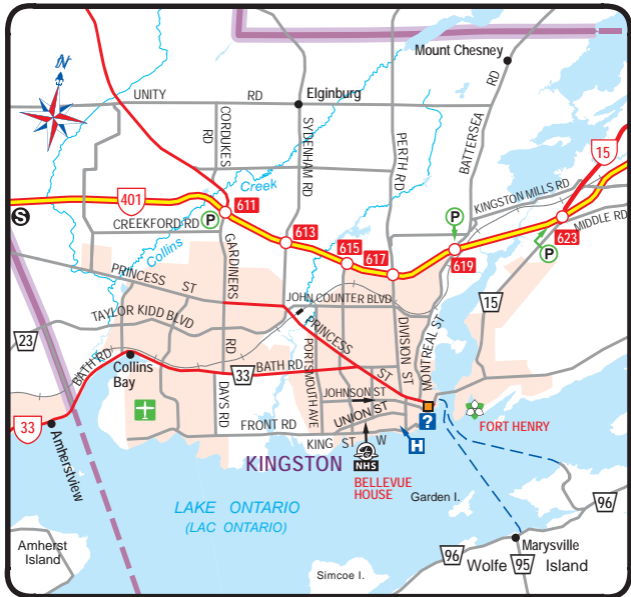 N
Mount Chesney
UNITY RD
Elginburg
CORDUKES
RD
SYDENHAM RD
PERTH RD
BATTERSEA
RD
15
401
Creek
KINGSTON MILLS RD
S
P
611
P
CREEKFORD RD
613
615
617
619
623
MIDDLE RD
P
Collins
GARDINERS
RD
PRINCESS ST
JOHN COUNTER BLVD
15
TAYLOR KIDD BLVD
PRINCESS
ST
PORTSMOUTH AVE
DIVISION ST
MONTREAL ST
23
BATH RD
Collins
Bay
33
BATH RD
DAYS RD
JOHNSON ST
UNION ST
33
Amherstview
FRONT RD
?
FORT HENRY
KING ST W
H
KINGSTON
NHS
BELLEVUE
HOUSE
Garden I.
LAKE ONTARIO
(LAC ONTARIO)
96
Amherst
Island
Marysville
96
Wolfe
95
Island
Simcoe I.